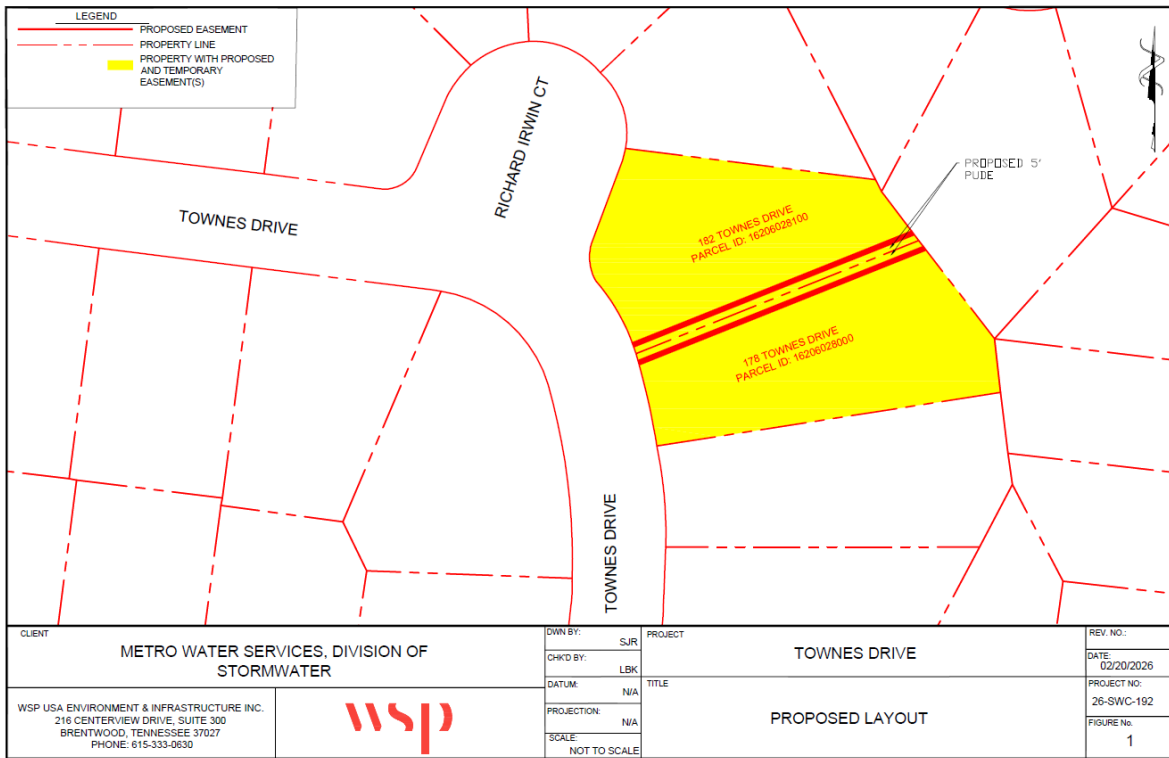 LEGEND
PROPOSED EASEMENT
PROPERTY LINE
PROPERTY WITH PROPOSED
AND TEMPORARY
EASEMENT(S)
RICHARD IRWIN CT
TOWNES DRIVE
PROPOSED 5'
PUDE
182 TOWNES DRIVE
PARCEL ID: 16206028100
178 TOWNES DRIVE
PARCEL ID: 16206028000
TOWNES DRIVE
CLIENT
METRO WATER SERVICES, DIVISION OF
STORMWATER
WSP USA ENVIRONMENT & INFRASTRUCTURE INC.
216 CENTERVIEW DRIVE, SUITE 300
BRENTWOOD, TENNESSEE 37027
PHONE: 615-333-0630
wsp
DWN BY:
SJR
CHK'D BY:
LBK
DATUM:
N/A
PROJECTION:
N/A
SCALE:
NOT TO SCALE
PROJECT
TOWNES DRIVE
TITLE
PROPOSED LAYOUT
REV. NO.:
DATE:
02/20/2026
PROJECT NO:
26-SWC-192
FIGURE No.
1